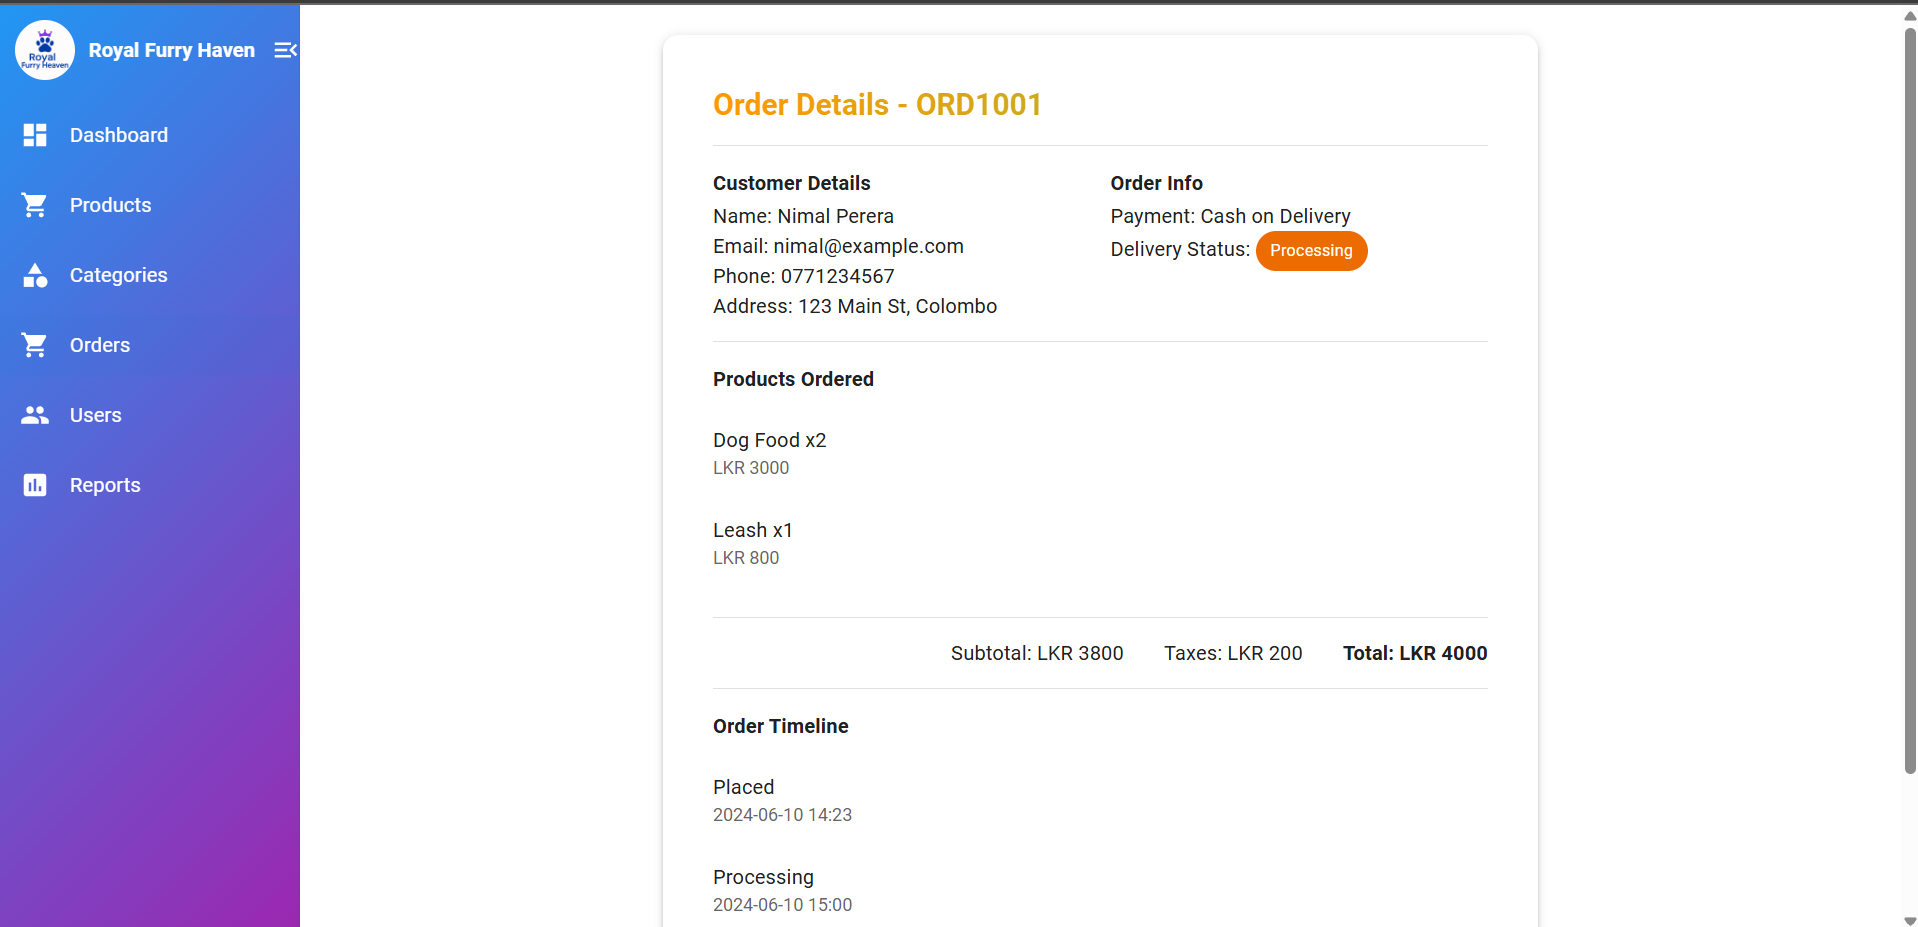 Royal
Furry Heaven
Royal Furry Haven
Dashboard
Products
Categories
Orders
Users
Reports
Order Details - ORD1001
Customer Details
Name: Nimal Perera
Email: nimal@example.com
Phone: 0771234567
Address: 123 Main St, Colombo
Order Info
Payment: Cash on Delivery
Delivery Status: Processing
Products Ordered
Dog Food x2
LKR 3000
Leash x1
LKR 800
Subtotal: LKR 3800 Taxes: LKR 200 Total: LKR 4000
Order Timeline
Placed
2024-06-10 14:23
Processing
2024-06-10 15:00